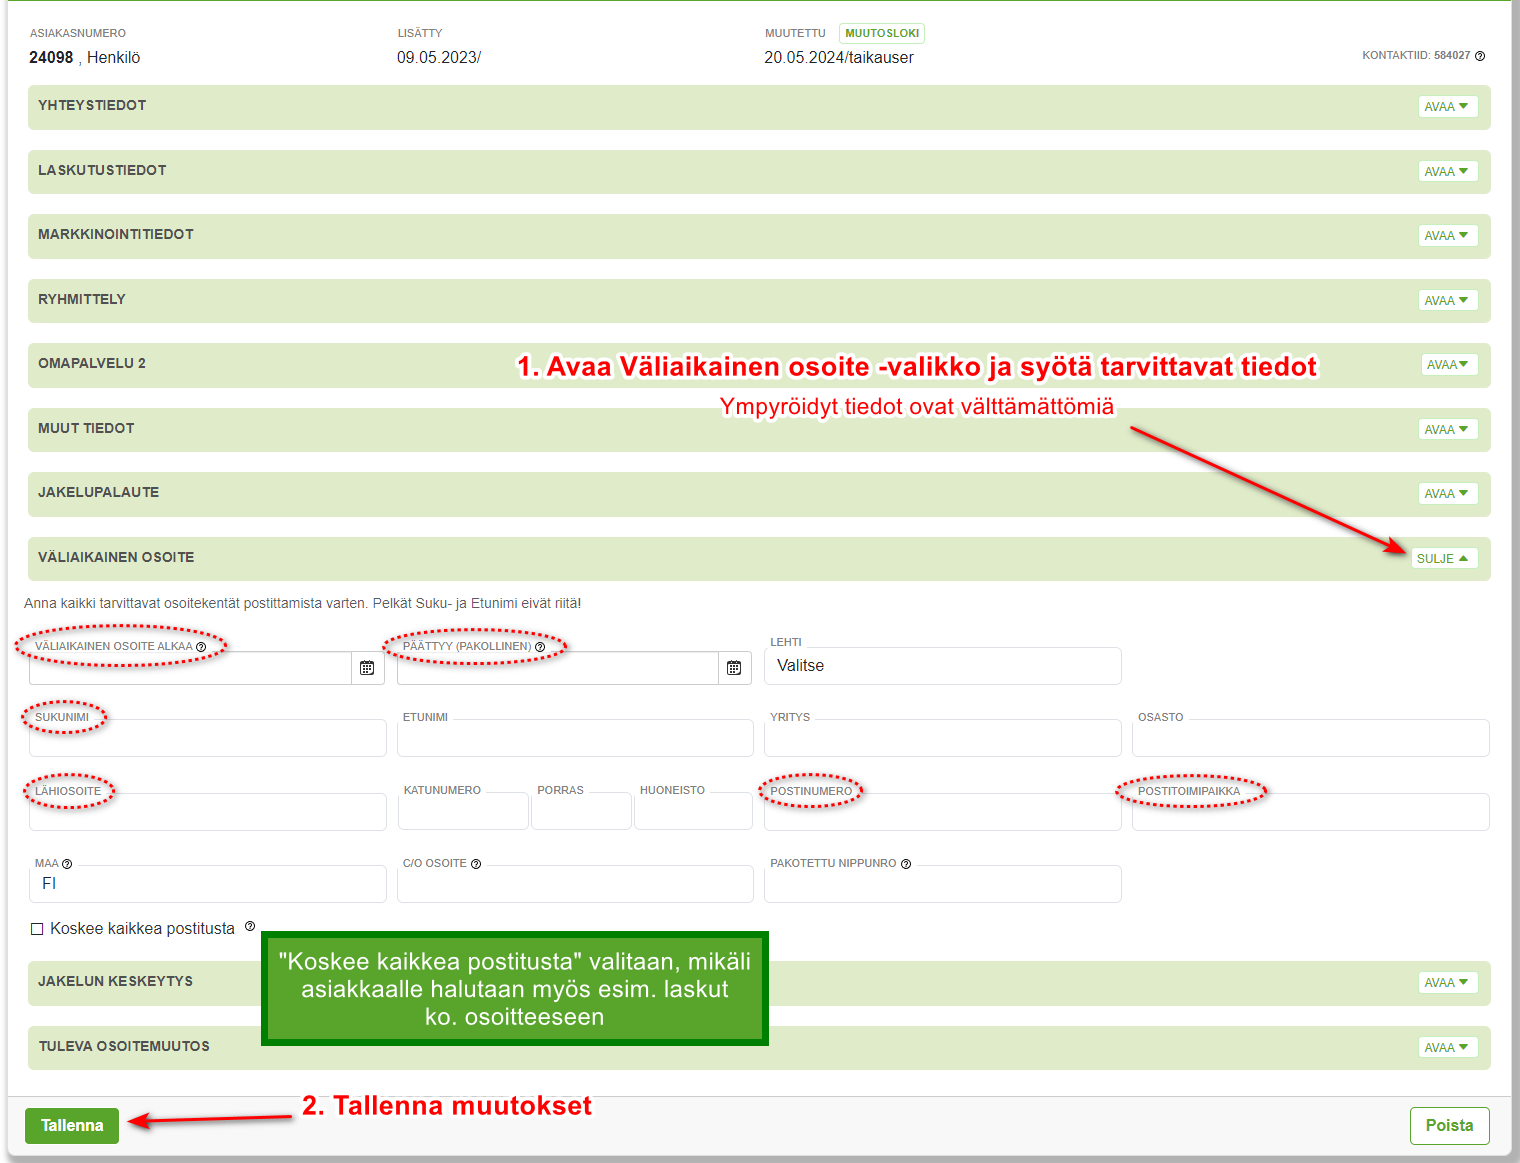 ASIAKASNUMERO
LISÄTTY
MUUTETTU MUUTOSLOKI
24098 , Henkilö
09.05.2023/
20.05.2024/taikauser
KONTAKTIID: 584027
YHTEYSTIEDOT AVAA
LASKUTUSTIEDOT AVAA
MARKKINOINTITIEDOT AVAA
RYHMITTELY AVAA
OMAPALVELU 2 AVAA
1. Avaa Väliaikainen osoite -valikko ja syötä tarvittavat tiedot
Ympyröidyt tiedot ovat välttämättömiä
MUUT TIEDOT AVAA
JAKELUPALAUTE AVAA
VÄLIAIKAINEN OSOITE SULJE
Anna kaikki tarvittavat osoitekentät postittamista varten. Pelkät Suku- ja Etunimi eivät riitä!
VÄLIAIKAINEN OSOITE ALKAA
PÄÄTTYY (PAKOLLINEN)
LEHTI
Valitse
SUKUNIMI
ETUNIMI
YRITYS
OSASTO
LÄHIOSOITE
KATUNUMERO
PORRAS
HUONEISTO
POSTINUMERO
POSTITOIMIPAIKKA
MAA
FI
C/O OSOITE
PAKOTETTU NIPPUNRO
Koskee kaikkea postitusta
"Koskee kaikkea postitusta" valitaan, mikäli
asiakkaalle halutaan myös esim. laskut
ko. osoitteeseen
JAKELUN KESKEYTYS AVAA
TULEVA OSOITEMUUTOS AVAA
2. Tallenna muutokset
Tallenna
Poista